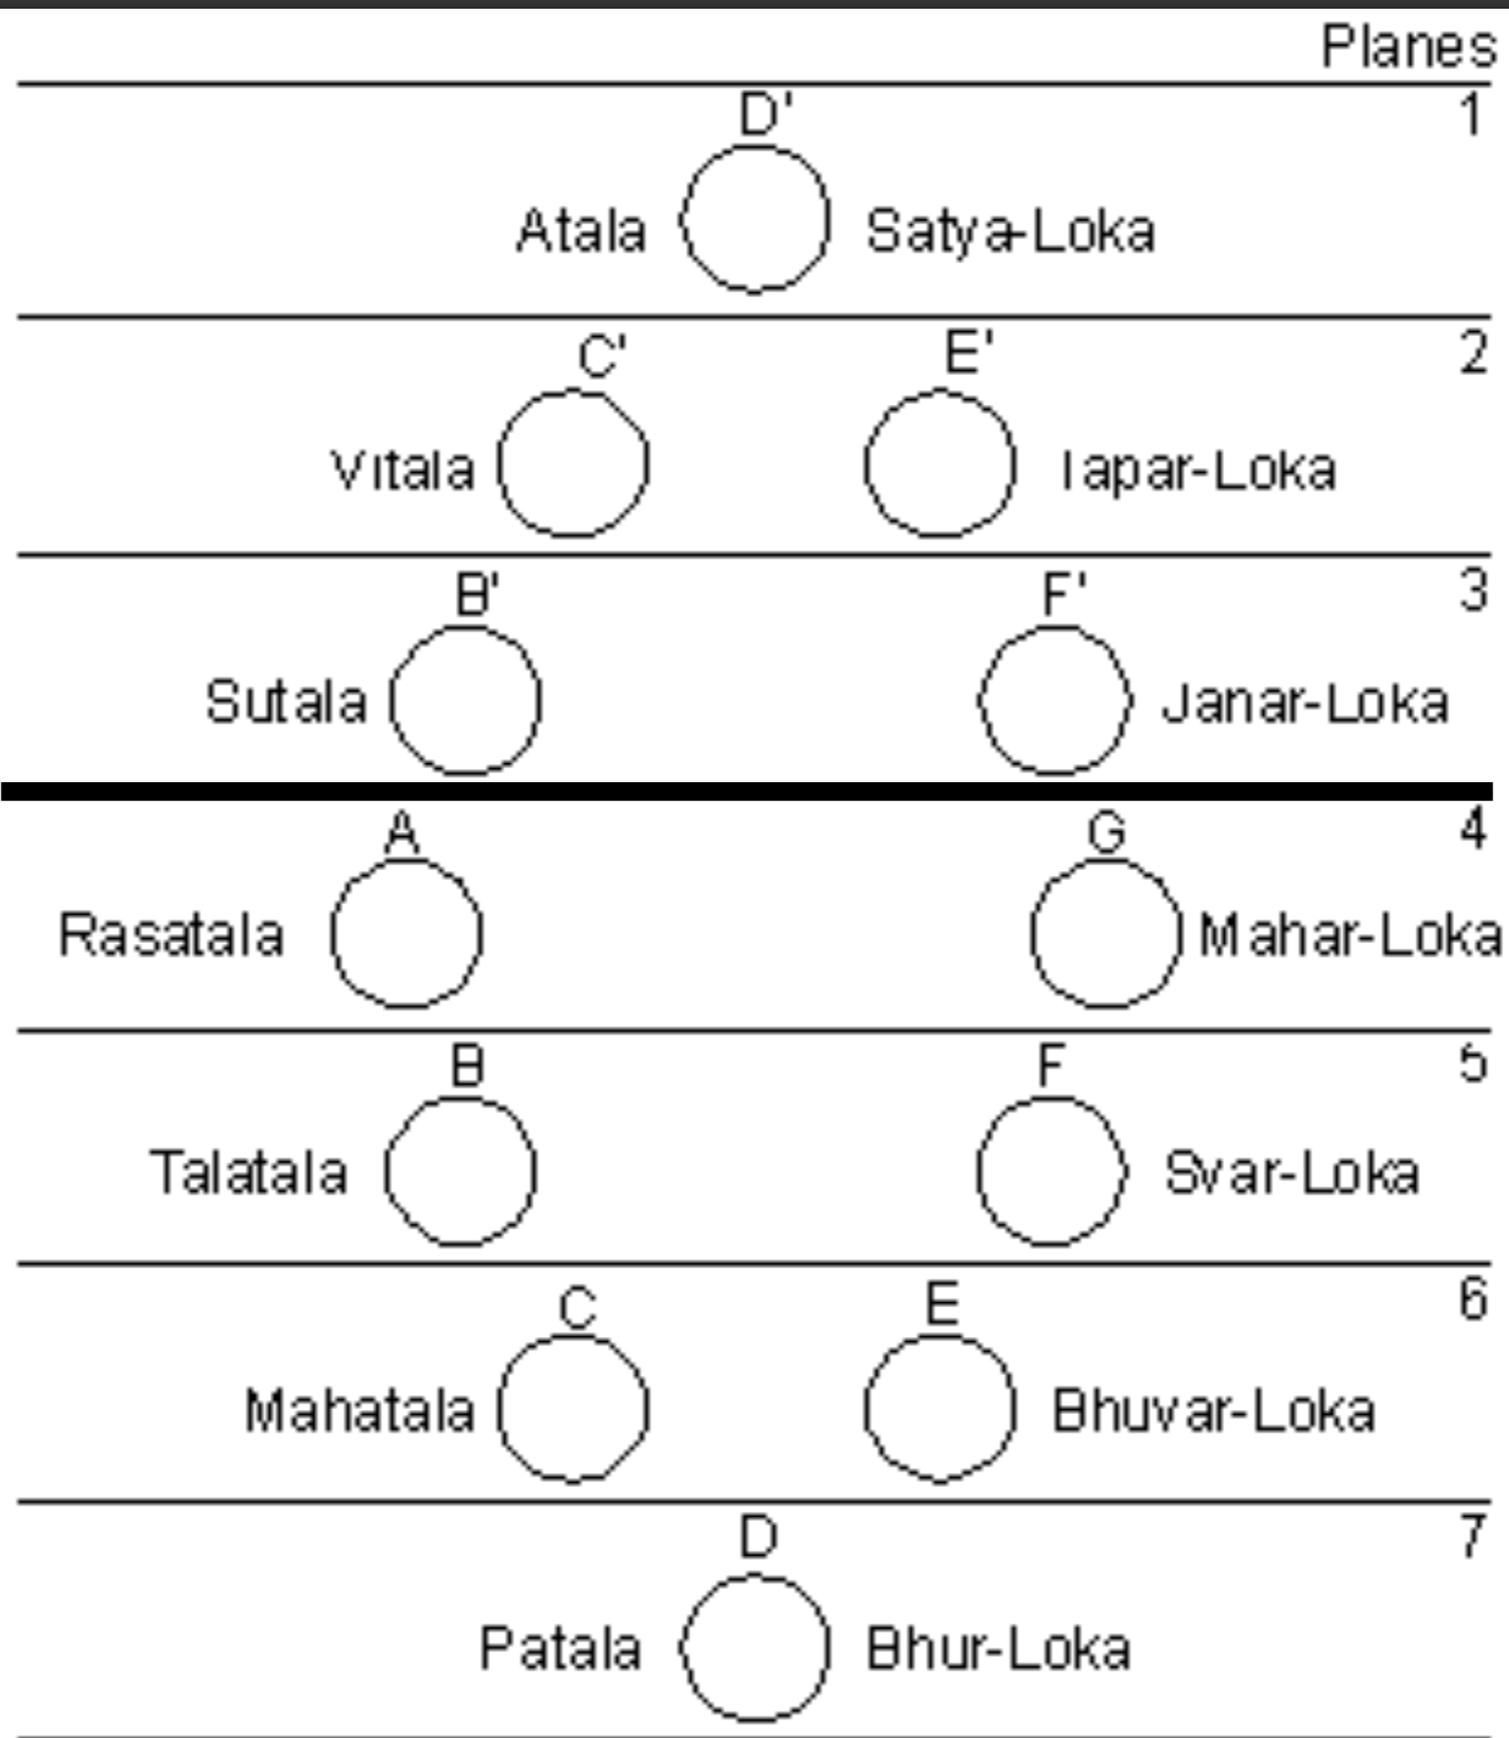 Planes
1
D'
Atala Satya-Loka
2
C' E'
Vitala Tapar-Loka
3
B' F'
Sutala Janar-Loka
4
A G
Rasatala Mahar-Loka
5
B F
Talatala Svar-Loka
6
C E
Mahatala Bhuvar-Loka
7
D
Patala Bhur-Loka